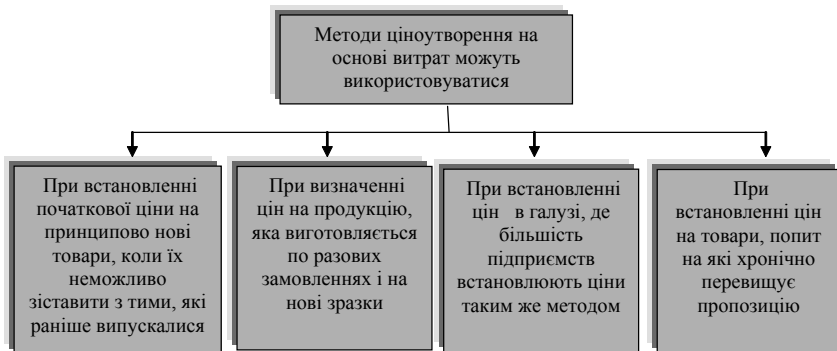 Методи ціноутворення на
основі витрат можуть
використовуватися
При встановленні
початкової ціни на
принципово нові
товари, коли їх
неможливо
зіставити з тими, які
раніше випускалися
При визначенні
цін на продукцію,
яка виготовляється
по разових
замовленнях і на
нові зразки
При встановленні
цін в галузі, де
більшість
підприємств
встановлюють ціни
таким же методом
При
встановленні цін
на товари, попит
на які хронічно
перевищує
пропозицію